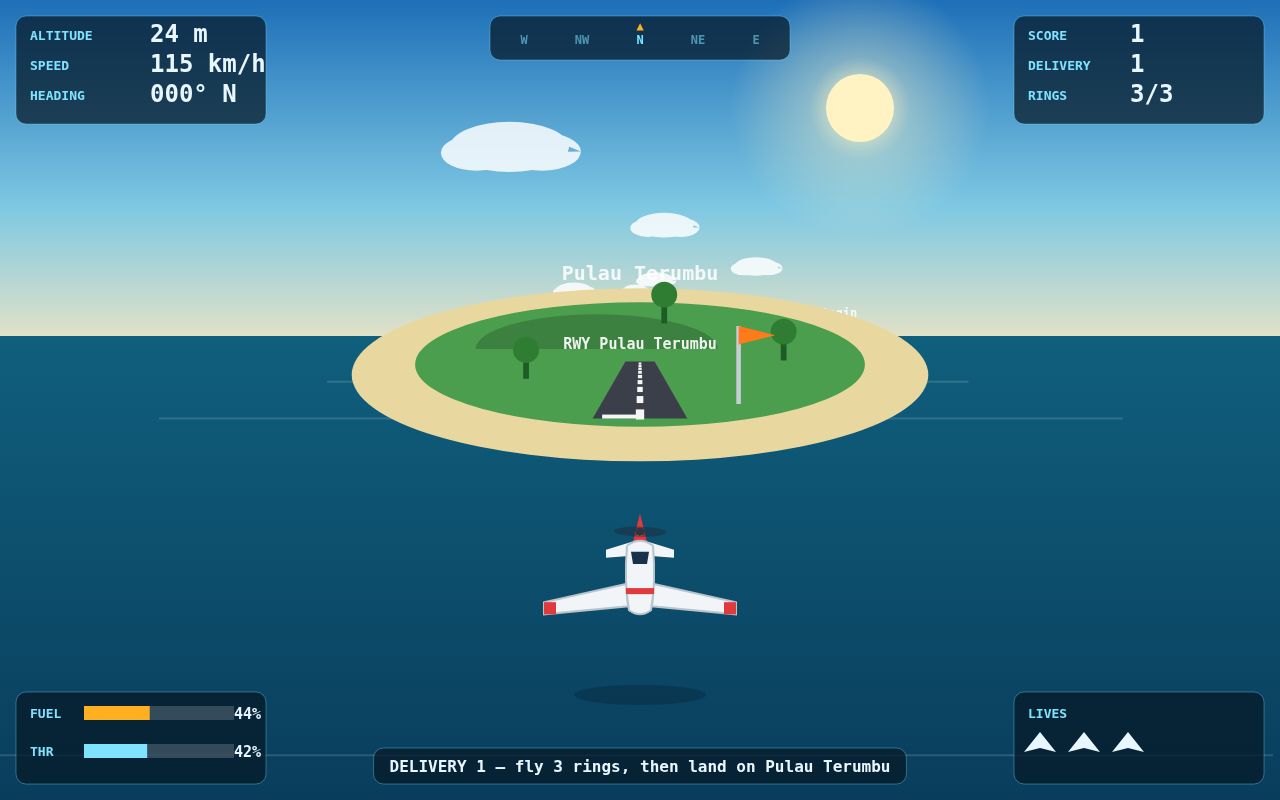 ALTITUDE 24 m
SPEED 115 km/h
HEADING 000° N
W NW N NE E
SCORE 1
DELIVERY 1
RINGS 3/3
Pulau Terumbu
RWY Pulau Terumbu
FUEL 44%
THR 42%
DELIVERY 1 — fly 3 rings, then land on Pulau Terumbu
LIVES